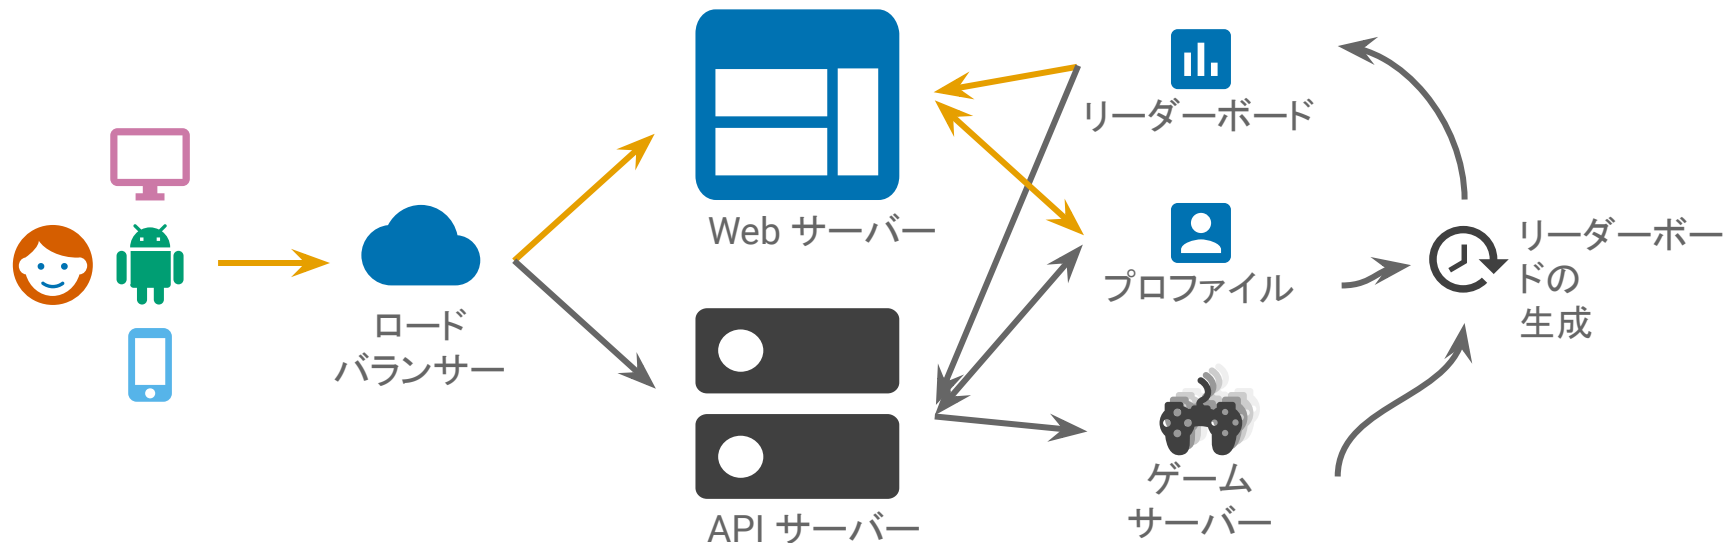 ロード
バランサー
Web サーバー
API サーバー
リーダーボード
プロファイル
ゲーム
サーバー
リーダーボー
ドの
生成